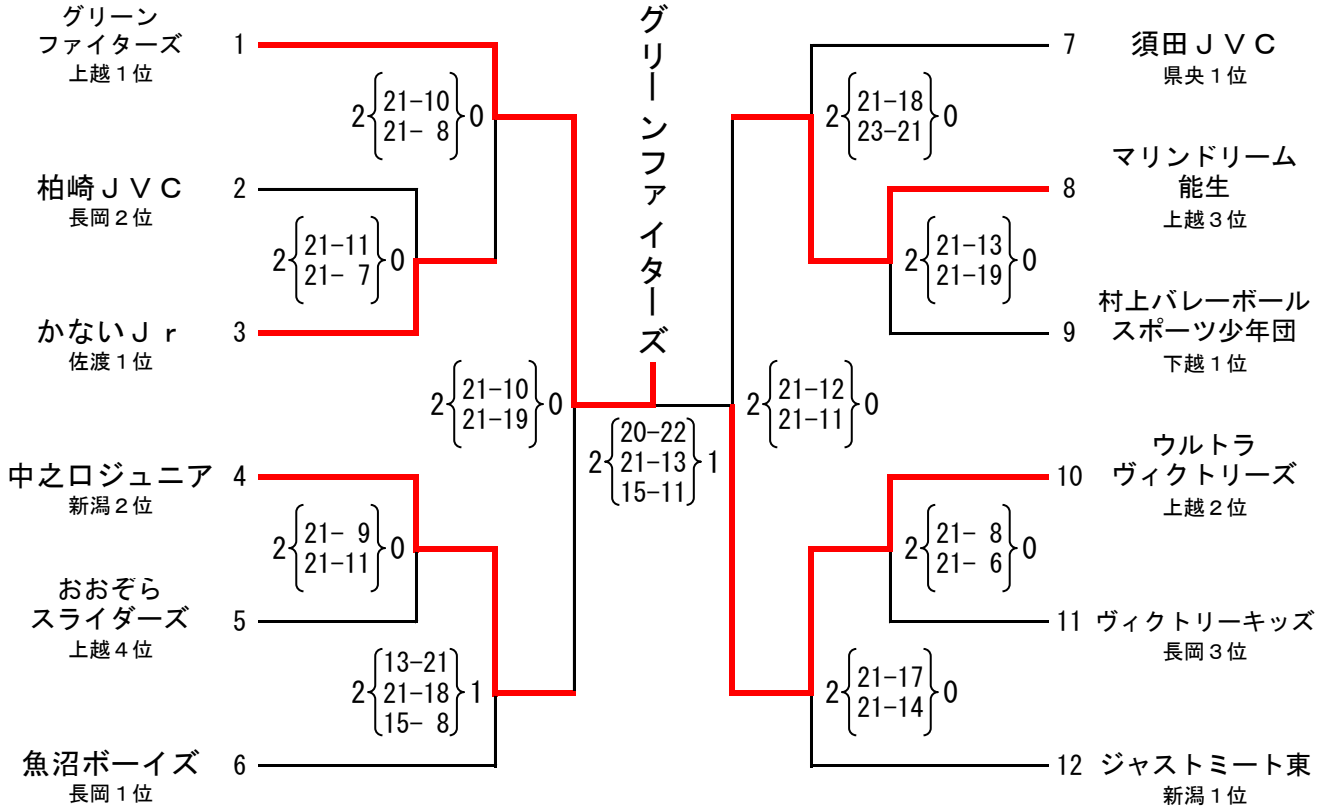 グリーン
ファイターズ
上越１位
1
2 21-10 0
21- 8
柏崎ＪＶＣ
長岡２位
2
2 21-11 0
21- 7
かないＪｒ
佐渡１位
3
2 21-10 0
21-19
中之口ジュニア
新潟２位
4
2 21- 9 0
21-11
おおぞら
スライダーズ
上越４位
5
13-21
2 21-18 1
15- 8
魚沼ボーイズ
長岡１位
6
グリーンファイターズ
20-22
2 21-13 1
15-11
7
須田ＪＶＣ
県央１位
2 21-18 0
23-21
8
マリンドリーム
能生
上越３位
2 21-13 0
21-19
9
村上バレーボール
スポーツ少年団
下越１位
2 21-12 0
21-11
10
ウルトラ
ヴィクトリーズ
上越２位
2 21- 8 0
21- 6
11 ヴィクトリーキッズ
長岡３位
2 21-17 0
21-14
12 ジャストミート東
新潟１位